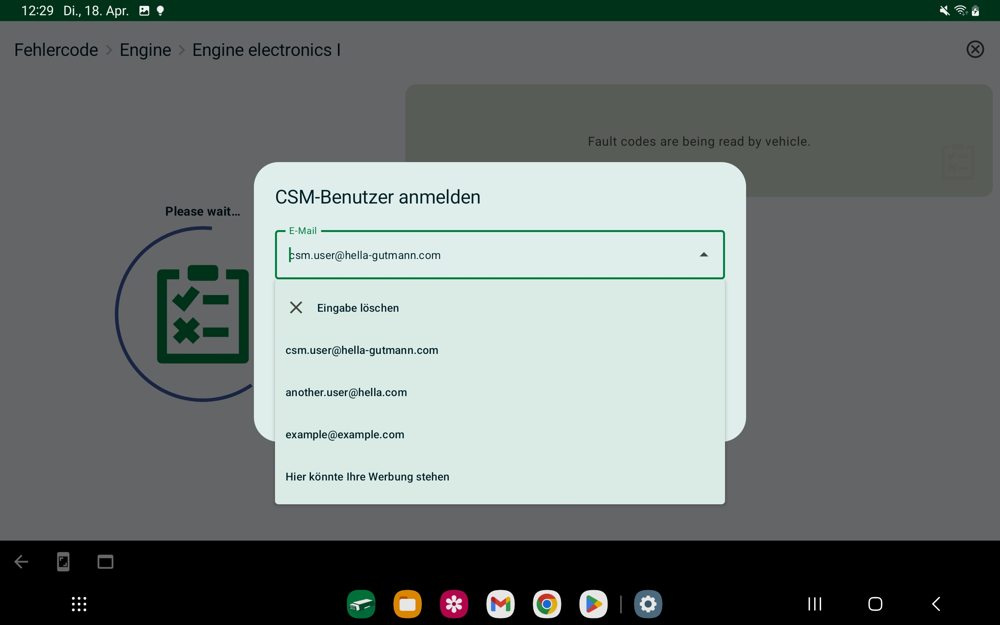 12:29 Di., 18. Apr.
Fehlercode > Engine > Engine electronics I
Fault codes are being read by vehicle.
Please wait...
CSM-Benutzer anmelden
E-Mail
csm.user@hella-gutmann.com
Eingabe löschen
csm.user@hella-gutmann.com
another.user@hella.com
example@example.com
Hier könnte Ihre Werbung stehen